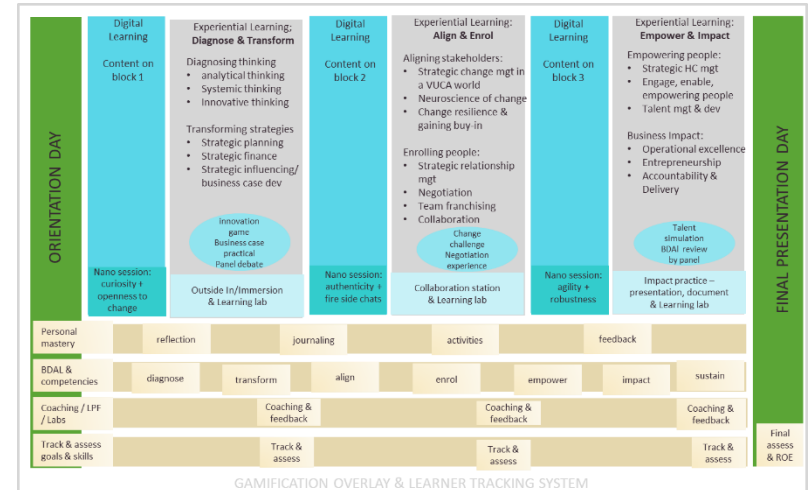 ORIENTATION DAY
Digital
Learning
Content on
block 1
Nano session:
curiosity +
openness to
change
Experiential Learning;
Diagnose & Transform
Diagnosing thinking
• analytical thinking
• Systemic thinking
• Innovative thinking
Transforming strategies
• Strategic planning
• Strategic finance
• Strategic influencing/
business case dev
innovation
game
Business case
practical
Panel debate
Outside In/Immersion
& Learning lab
Digital
Learning
Content on
block 2
Nano session:
authenticity +
fire side chats
Experiential Learning:
Align & Enrol
Aligning stakeholders:
• Strategic change mgt in
a VUCA world
• Neuroscience of change
• Change resilience &
gaining buy-in
Enrolling people:
• Strategic relationship
mgt
• Negotiation
• Team franchising
• Collaboration
Change
challenge
Negotiation
experience
Collaboration station
& Learning lab
Digital
Learning
Content on
block 3
Nano session:
agility +
robustness
Experiential Learning:
Empower & Impact
Empowering people:
• Strategic HC mgt
• Engage, enable,
empowering people
• Talent mgt & dev
Business Impact:
• Operational excellence
• Entrepreneurship
• Accountability &
Delivery
Talent
simulation
BDAL review
by panel
Impact practice –
presentation, document
& Learning lab
FINAL PRESENTATION DAY
Personal
mastery
reflection
journaling
activities
feedback
BDAL &
competencies
diagnose
transform
align
enrol
empower
impact
sustain
Coaching / LPF
/ Labs
Coaching &
feedback
Coaching &
feedback
Coaching &
feedback
Track & assess
goals & skills
Track &
assess
Track &
assess
Track &
assess
Final
assess
& ROE
GAMIFICATION OVERLAY & LEARNER TRACKING SYSTEM